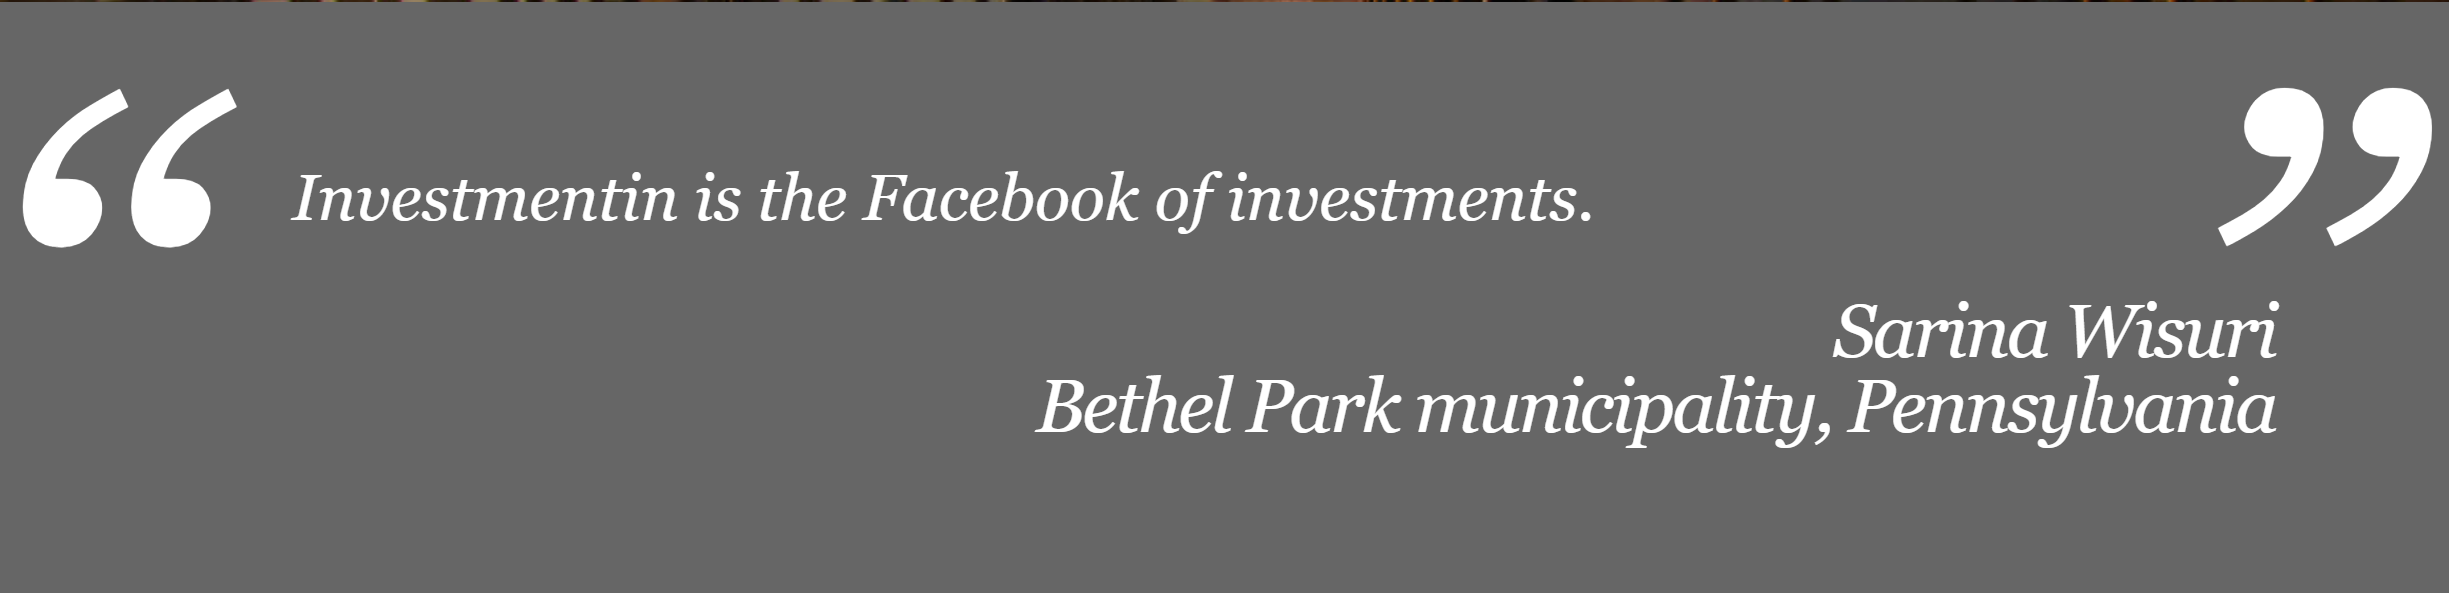 “ Investmentin is the Facebook of investments. ”
Sarina Wisuri
Bethel Park municipality, Pennsylvania